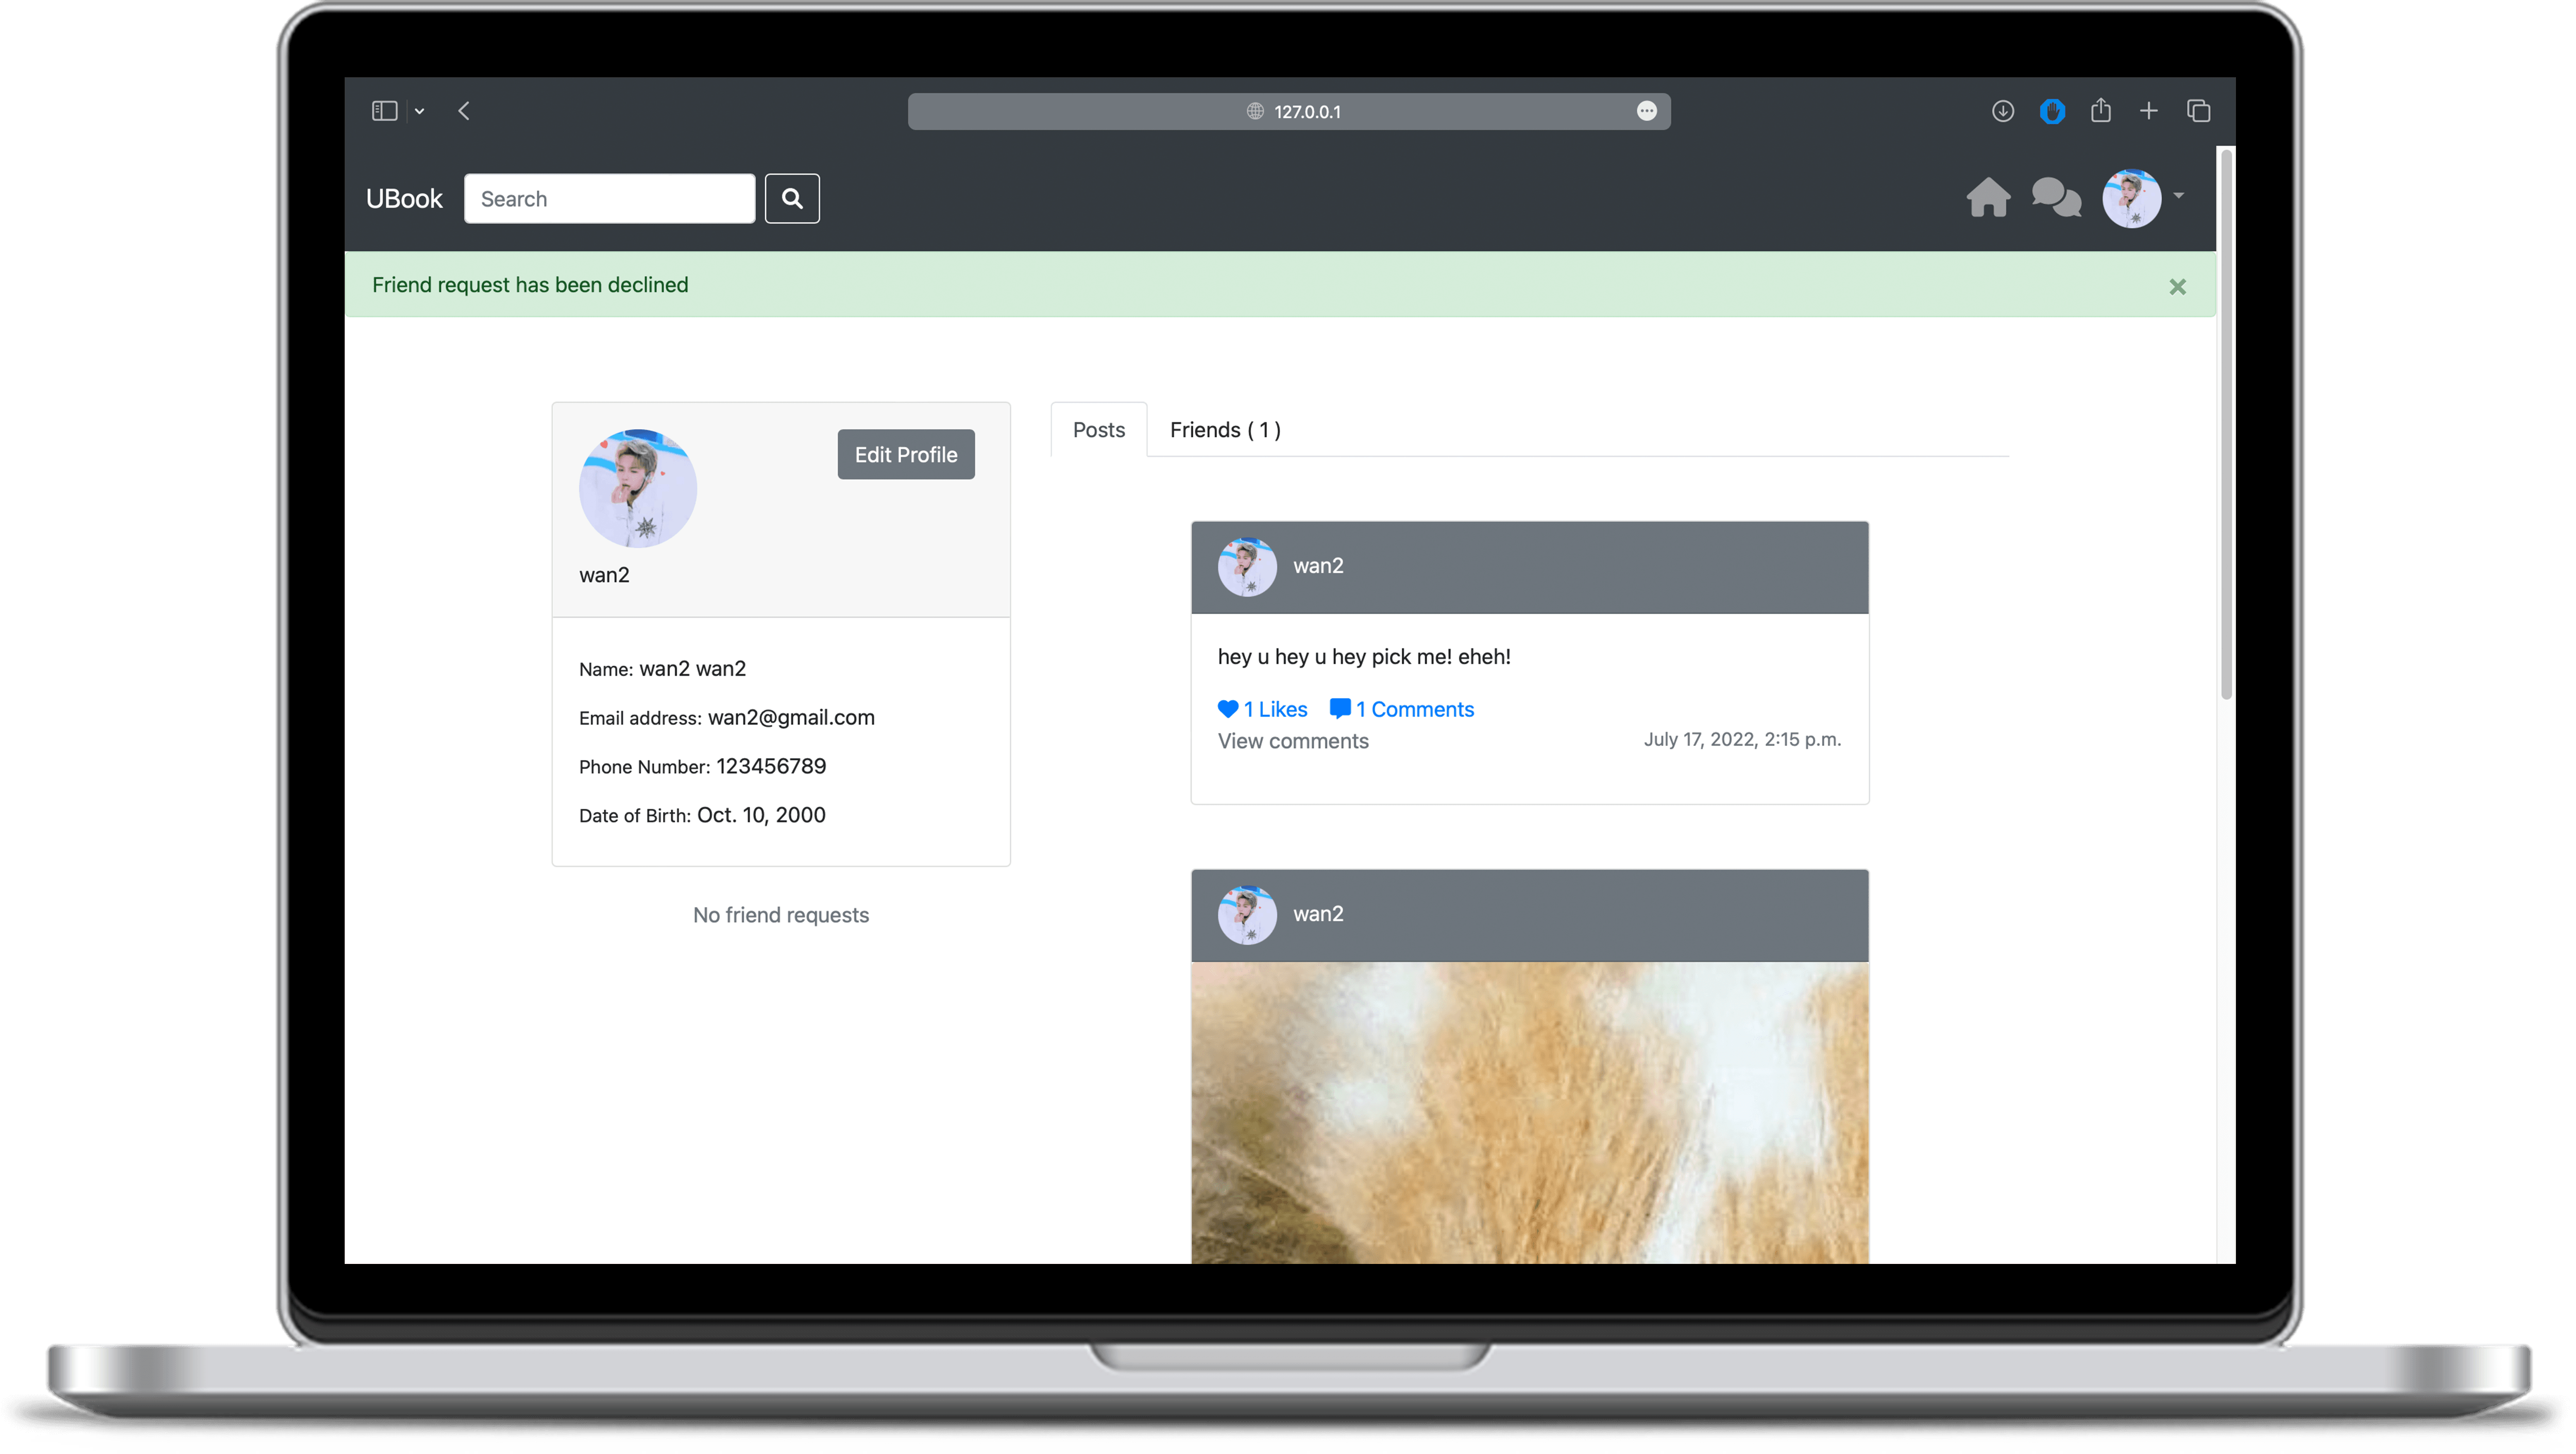 127.0.0.1
UBook
Search
Friend request has been declined
Edit Profile
wan2
Name: wan2 wan2
Email address: wan2@gmail.com
Phone Number: 123456789
Date of Birth: Oct. 10, 2000
No friend requests
Posts
Friends ( 1 )
wan2
hey u hey u hey pick me! eheh!
1 Likes 1 Comments
View comments
July 17, 2022, 2:15 p.m.
wan2